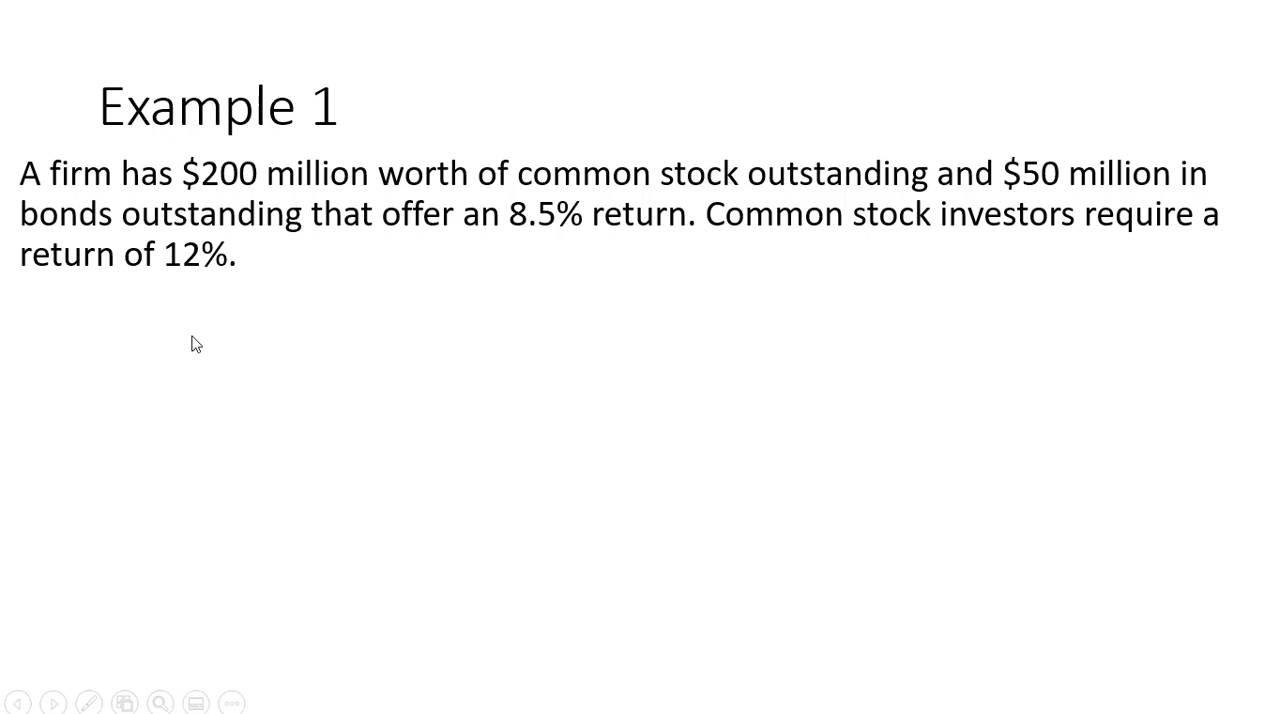 Example 1
A firm has $200 million worth of common stock outstanding and $50 million in
bonds outstanding that offer an 8.5% return. Common stock investors require a
return of 12%.